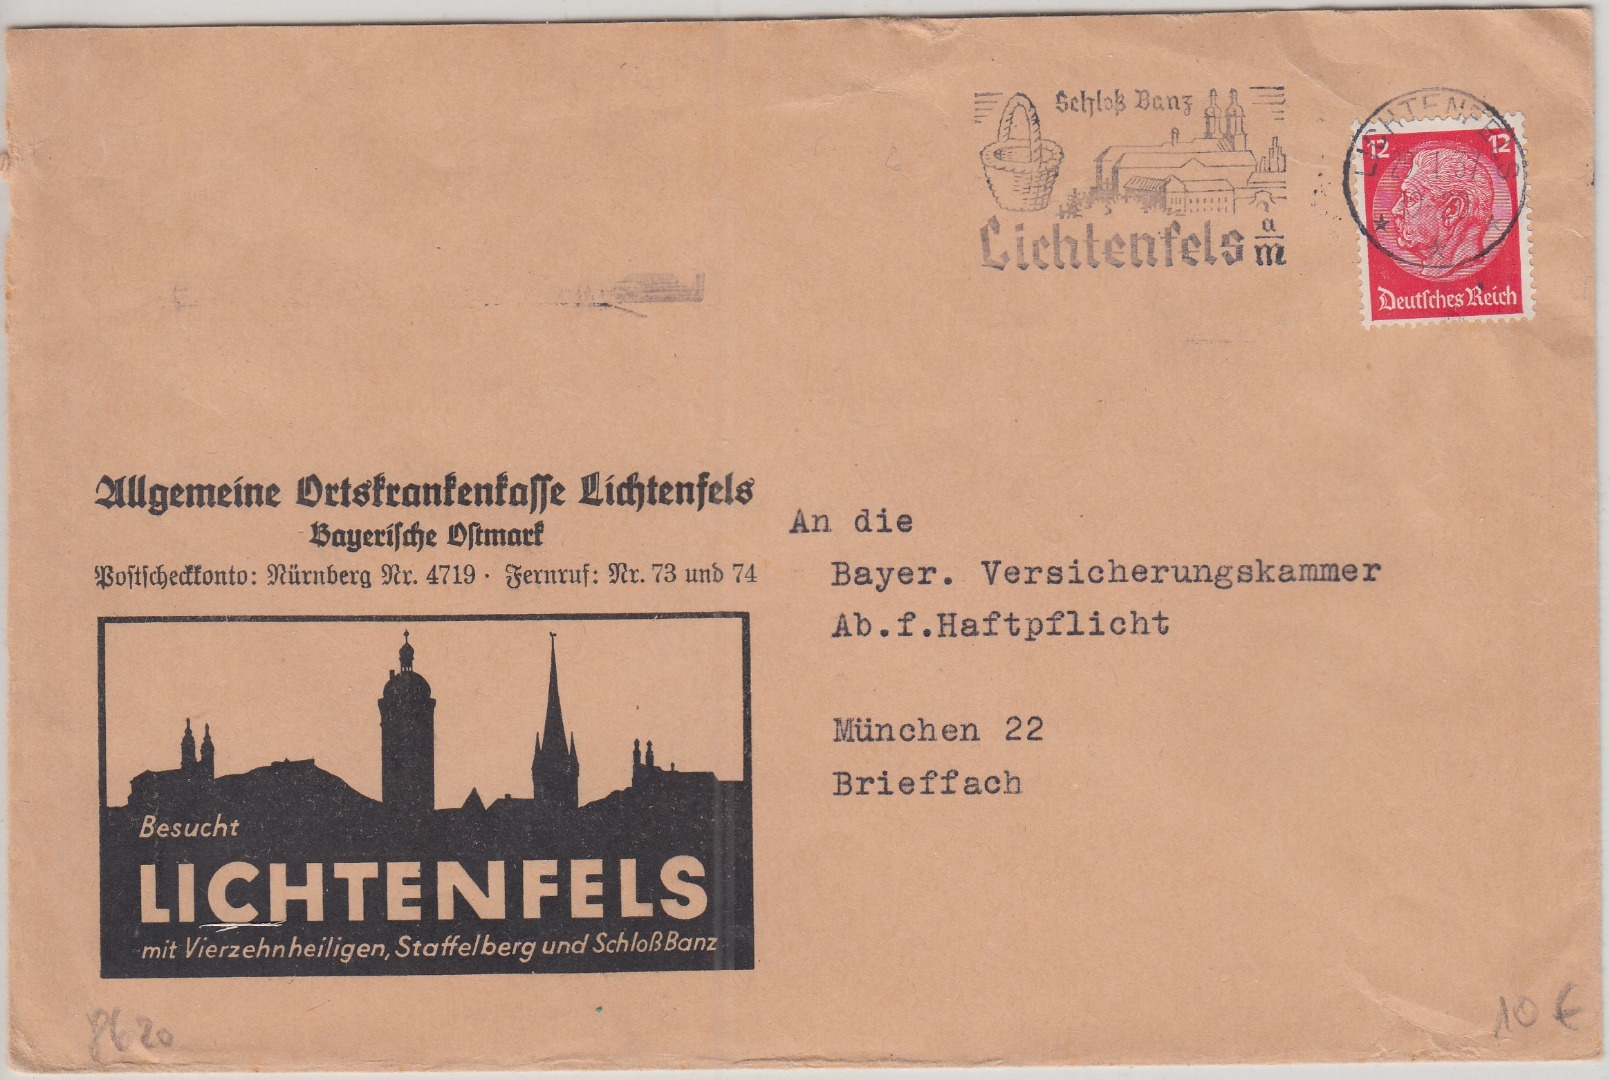 Schloß Banz
Lichtenfels a/m
LICHTENFELS
12 12
Deutsches Reich
Allgemeine Ortskrankenkasse Lichtenfels
Bayerische Ostmark
Postscheckkonto: Nürnberg Nr. 4719 · Fernruf: Nr. 73 und 74
An die
Bayer. Versicherungskammer
Ab.f.Haftpflicht
München 22
Brieffach
Besucht
LICHTENFELS
mit Vierzehnheiligen, Staffelberg und Schloß Banz
8620
10 €